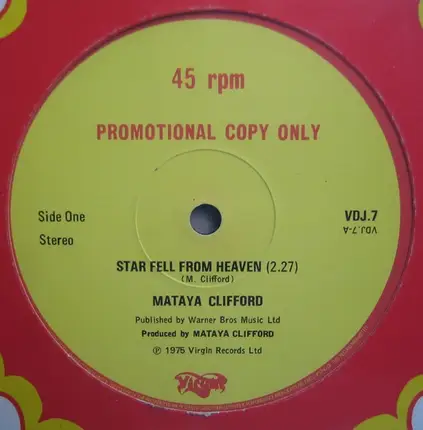 45 rpm
PROMOTIONAL COPY ONLY
Side One
VDJ.7
VDJ.7-A
Stereo
STAR FELL FROM HEAVEN (2.27)
(M. Clifford)
MATAYA CLIFFORD
Published by Warner Bros Music Ltd
Produced by MATAYA CLIFFORD
℗ 1975 Virgin Records Ltd
Virgin